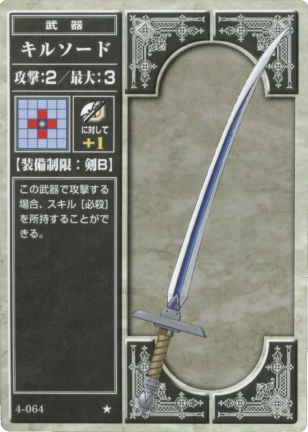 武器
キルソード
攻撃:2/最大:3
に対して
+1
【装備制限:剣B】
この武器で攻撃する
場合、スキル[必殺]
を所持することがで
きる。
4-064
★